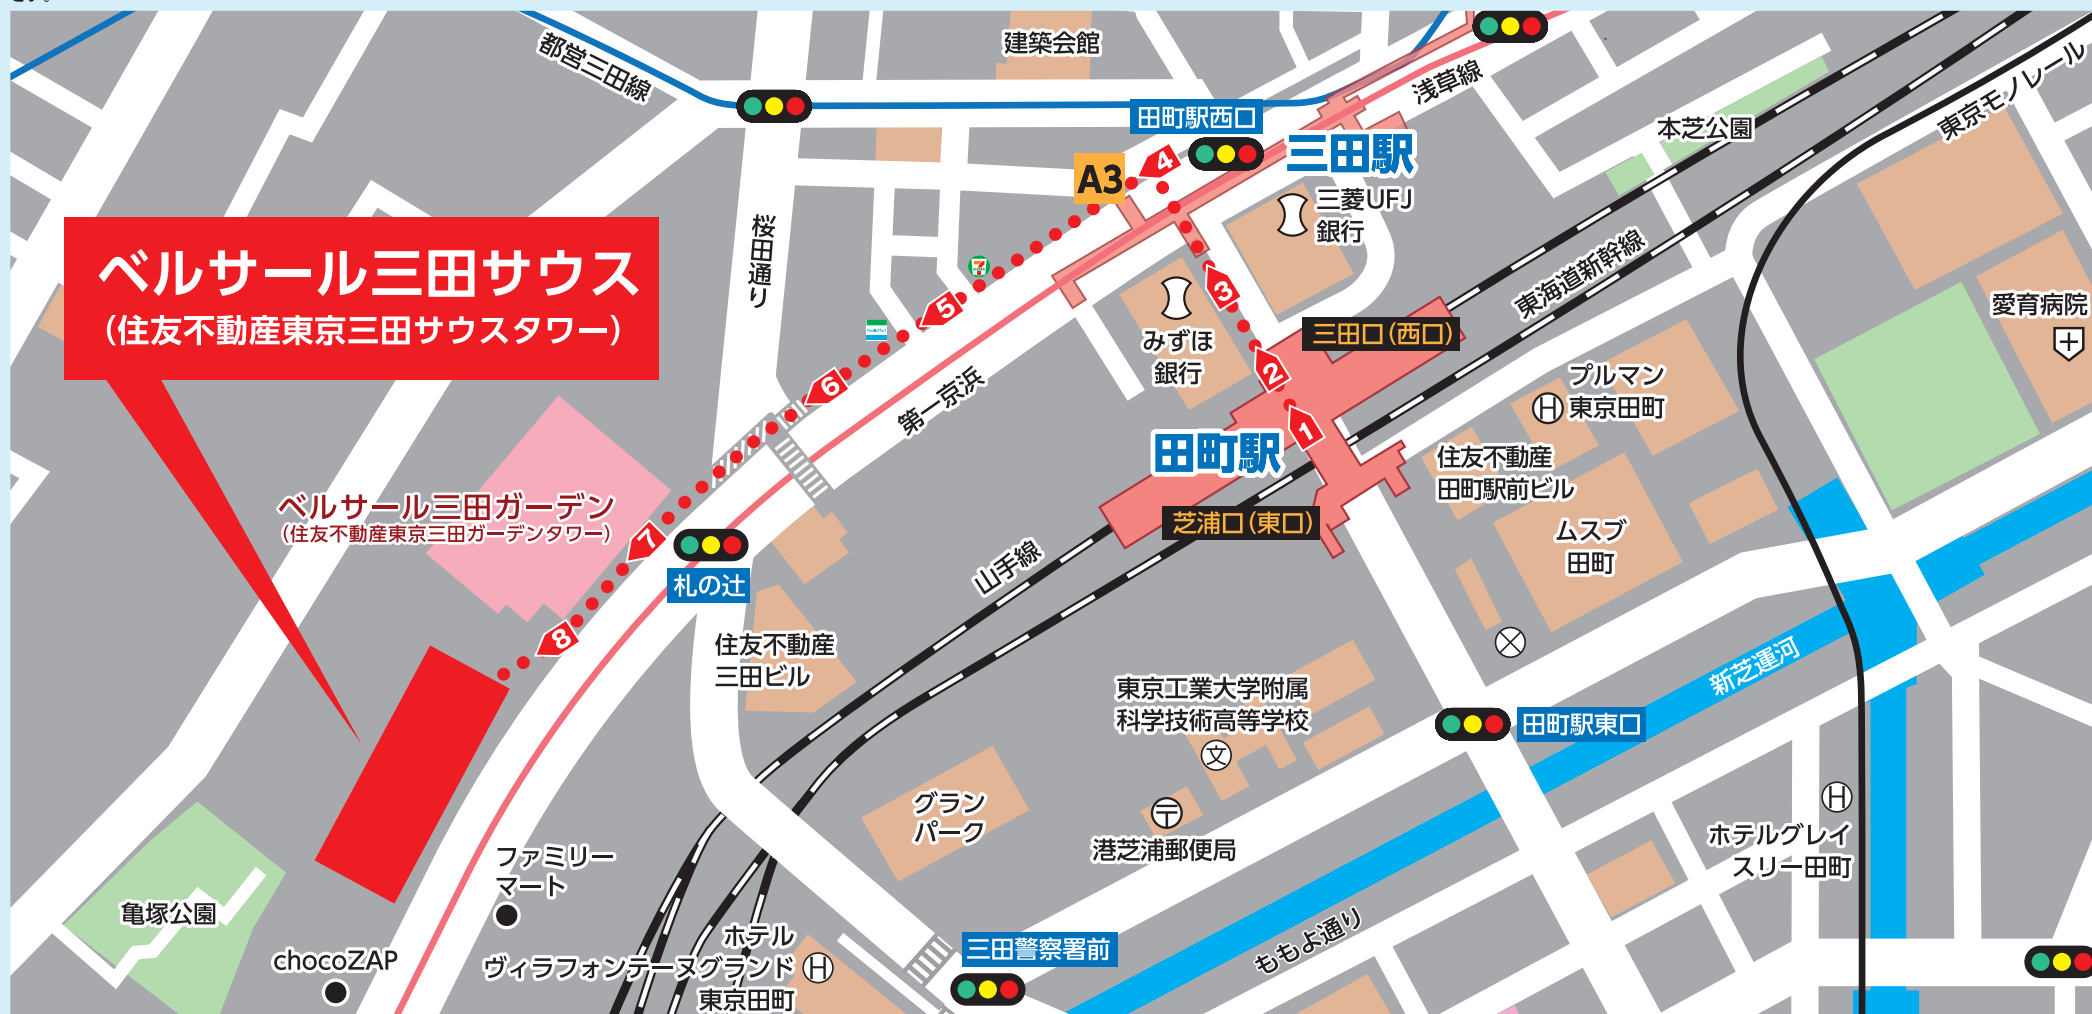 都営三田線
建築会館
浅草線
東京モノレール
本芝公園
田町駅西口
三田駅
A3
4
三菱UFJ
銀行
桜田通り
ベルサール三田サウス
（住友不動産東京三田サウスタワー）
東海道新幹線
愛育病院
3
5
みずほ
銀行
三田口（西口）
2
6
第一京浜
プルマン
東京田町
1
田町駅
住友不動産
田町駅前ビル
ベルサール三田ガーデン
（住友不動産東京三田ガーデンタワー）
芝浦口（東口）
ムスブ
田町
7
山手線
札の辻
8
住友不動産
三田ビル
新芝運河
東京工業大学附属
科学技術高等学校
文
田町駅東口
グラン
パーク
港芝浦郵便局
ホテルグレイ
スリー田町
ファミリー
マート
亀塚公園
chocoZAP
ホテル
ヴィラフォンテーヌグランド
東京田町
三田警察署前
ももよ通り
H
H
H